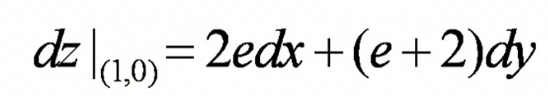 dz|(1,0) = 2edx + (e + 2)dy